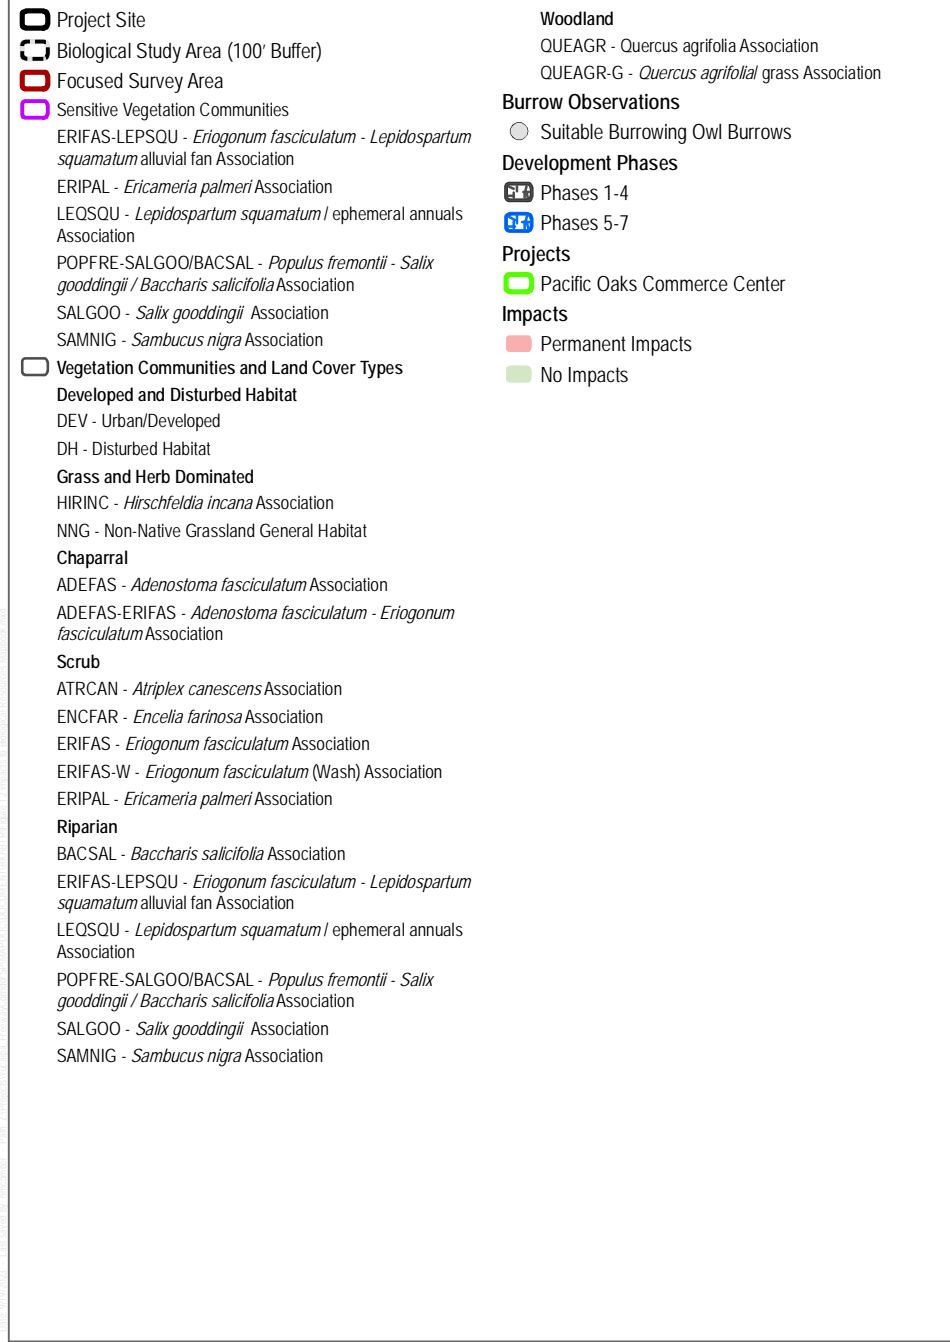 Project Site
Biological Study Area (100' Buffer)
Focused Survey Area
Sensitive Vegetation Communities
ERIFAS-LEPSQU - Eriogonum fasciculatum - Lepidospartum
squamatum alluvial fan Association
ERIPAL - Ericameria palmeri Association
LEQSQU - Lepidospartum squamatum / ephemeral annuals
Association
POPFRE-SALGOO/BACSAL - Populus fremontii - Salix
gooddingii / Baccharis salicifolia Association
SALGOO - Salix gooddingii Association
SAMNIG - Sambucus nigra Association
Vegetation Communities and Land Cover Types
Developed and Disturbed Habitat
DEV - Urban/Developed
DH - Disturbed Habitat
Grass and Herb Dominated
HIRINC - Hirschfeldia incana Association
NNG - Non-Native Grassland General Habitat
Chaparral
ADEFAS - Adenostoma fasciculatum Association
ADEFAS-ERIFAS - Adenostoma fasciculatum - Eriogonum
fasciculatum Association
Scrub
ATRCAN - Atriplex canescens Association
ENCFAR - Encelia farinosa Association
ERIFAS - Eriogonum fasciculatum Association
ERIFAS-W - Eriogonum fasciculatum (Wash) Association
ERIPAL - Ericameria palmeri Association
Riparian
BACSAL - Baccharis salicifolia Association
ERIFAS-LEPSQU - Eriogonum fasciculatum - Lepidospartum
squamatum alluvial fan Association
LEQSQU - Lepidospartum squamatum / ephemeral annuals
Association
POPFRE-SALGOO/BACSAL - Populus fremontii - Salix
gooddingii / Baccharis salicifolia Association
SALGOO - Salix gooddingii Association
SAMNIG - Sambucus nigra Association
Woodland
QUEAGR - Quercus agrifolia Association
QUEAGR-G - Quercus agrifolia/ grass Association
Burrow Observations
Suitable Burrowing Owl Burrows
Development Phases
Phases 1-4
Phases 5-7
Projects
Pacific Oaks Commerce Center
Impacts
Permanent Impacts
No Impacts